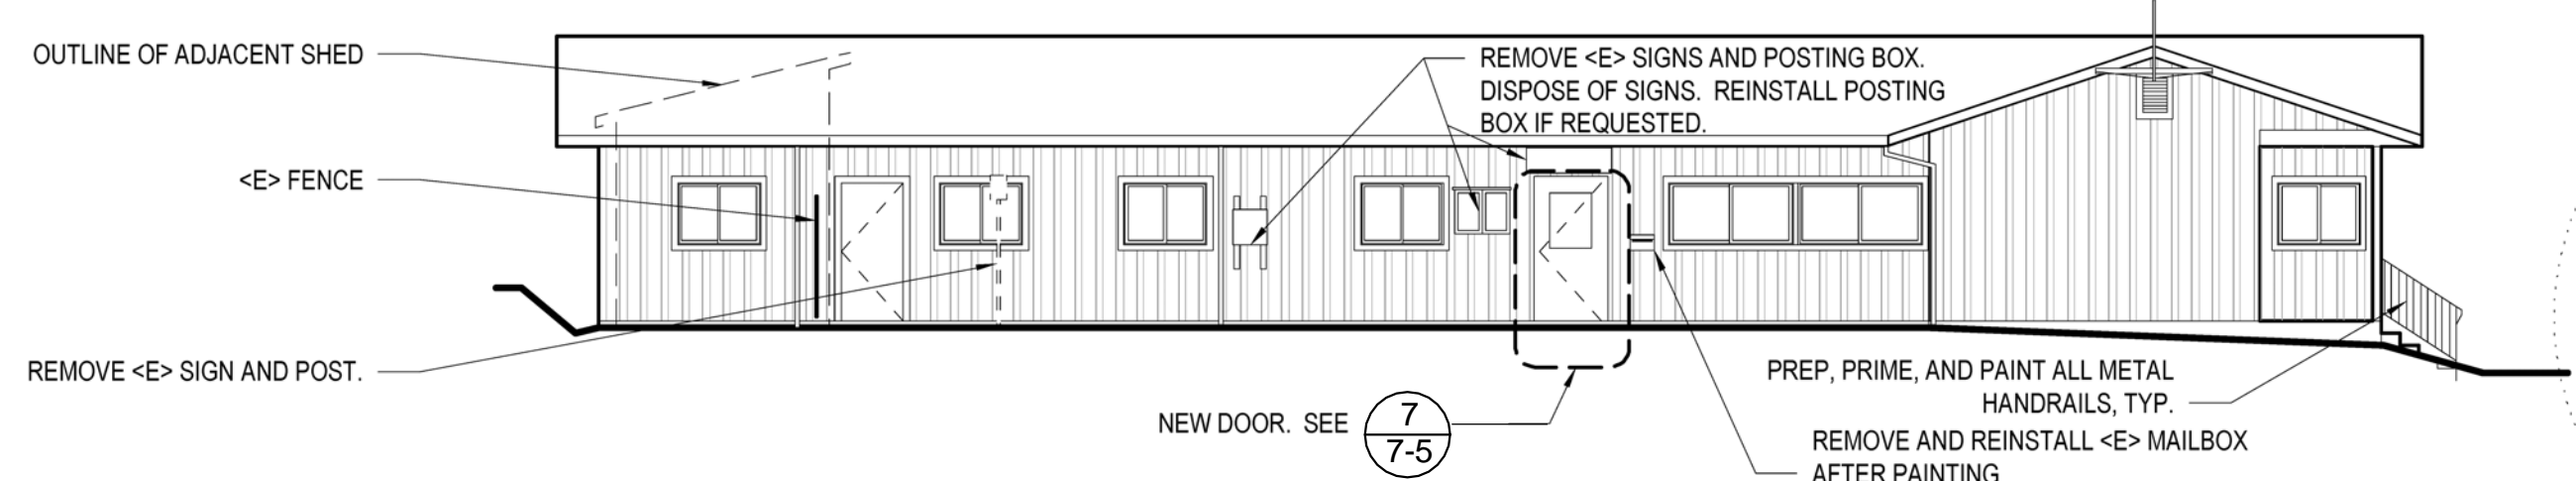 OUTLINE OF ADJACENT SHED
<E> FENCE
REMOVE <E> SIGN AND POST.
REMOVE <E> SIGNS AND POSTING BOX.
DISPOSE OF SIGNS. REINSTALL POSTING
BOX IF REQUESTED.
NEW DOOR. SEE
7
7-5
PREP, PRIME, AND PAINT ALL METAL
HANDRAILS, TYP.
REMOVE AND REINSTALL <E> MAILBOX
AFTER PAINTING